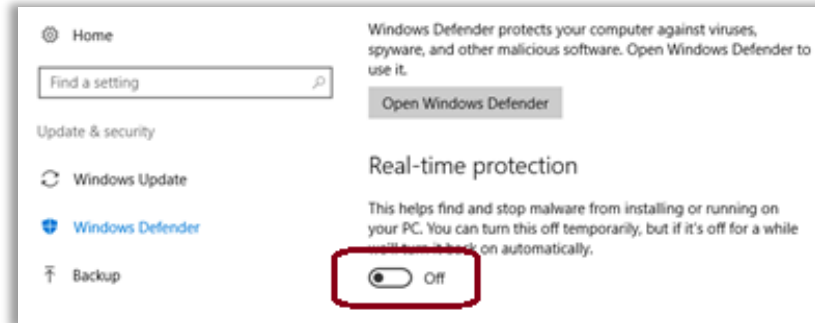 Home
Find a setting
Update & security
Windows Update
Windows Defender
Backup
Windows Defender protects your computer against viruses,
spyware, and other malicious software. Open Windows Defender to
use it.
Open Windows Defender
Real-time protection
This helps find and stop malware from installing or running on
your PC. You can turn this off temporarily, but if it's off for a while
we'll turn it back on automatically.
Off